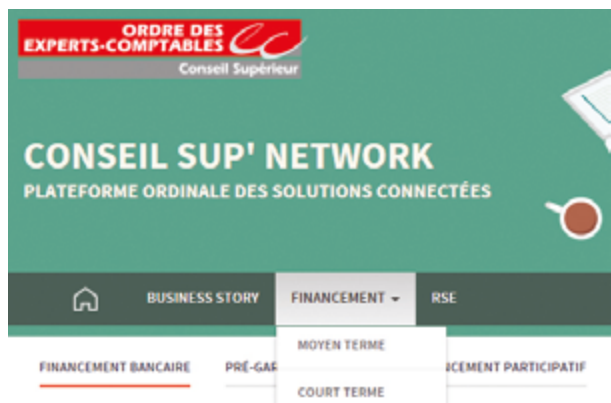 ORDRE DES
EXPERTS-COMPTABLES
Conseil Supérieur
CONSEIL SUP' NETWORK
PLATEFORME ORDINALE DES SOLUTIONS CONNECTÉES
BUSINESS STORY FINANCEMENT RSE
MOYEN TERME
FINANCEMENT BANCAIRE PARTICIPATIF
COURT TERME